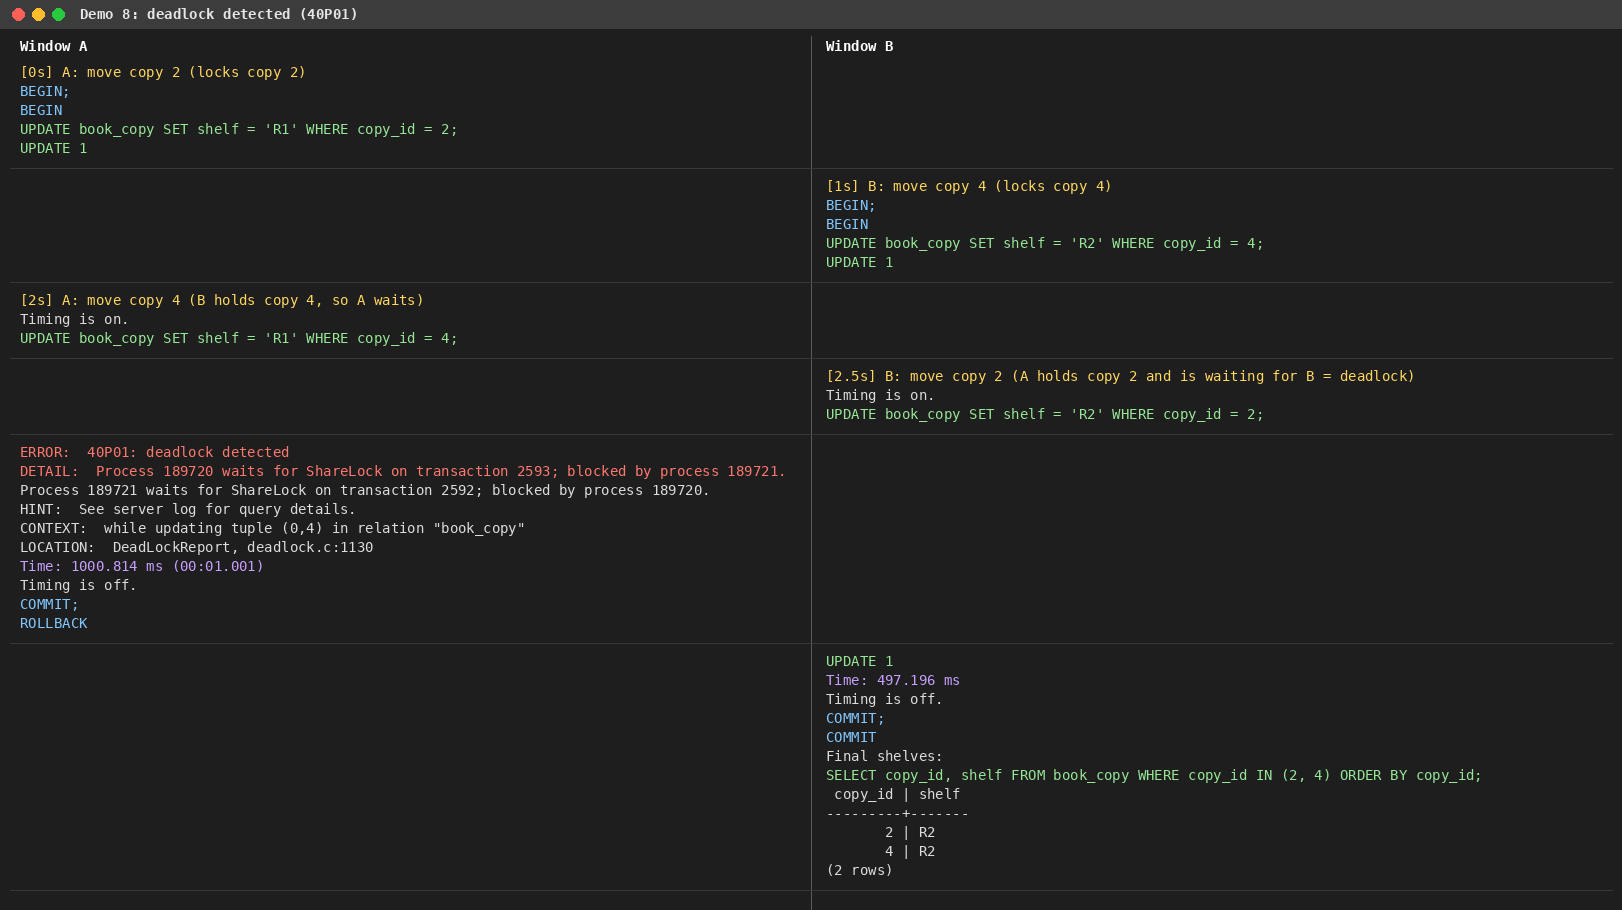 Demo 8: deadlock detected (40P01)
Window A
Window B
[0s] A: move copy 2 (locks copy 2)
BEGIN;
BEGIN
UPDATE book_copy SET shelf = 'R1' WHERE copy_id = 2;
UPDATE 1
[1s] B: move copy 4 (locks copy 4)
BEGIN;
BEGIN
UPDATE book_copy SET shelf = 'R2' WHERE copy_id = 4;
UPDATE 1
[2s] A: move copy 4 (B holds copy 4, so A waits)
Timing is on.
UPDATE book_copy SET shelf = 'R1' WHERE copy_id = 4;
[2.5s] B: move copy 2 (A holds copy 2 and is waiting for B = deadlock)
Timing is on.
UPDATE book_copy SET shelf = 'R2' WHERE copy_id = 2;
ERROR:  40P01: deadlock detected
DETAIL:  Process 189720 waits for ShareLock on transaction 2593; blocked by process 189721.
Process 189721 waits for ShareLock on transaction 2592; blocked by process 189720.
HINT:  See server log for query details.
CONTEXT:  while updating tuple (0,4) in relation "book_copy"
LOCATION:  DeadLockReport, deadlock.c:1130
Time: 1000.814 ms (00:01.001)
Timing is off.
COMMIT;
ROLLBACK
UPDATE 1
Time: 497.196 ms
Timing is off.
COMMIT;
COMMIT
Final shelves:
SELECT copy_id, shelf FROM book_copy WHERE copy_id IN (2, 4) ORDER BY copy_id;
 copy_id | shelf
---------+-------
       2 | R2
       4 | R2
(2 rows)